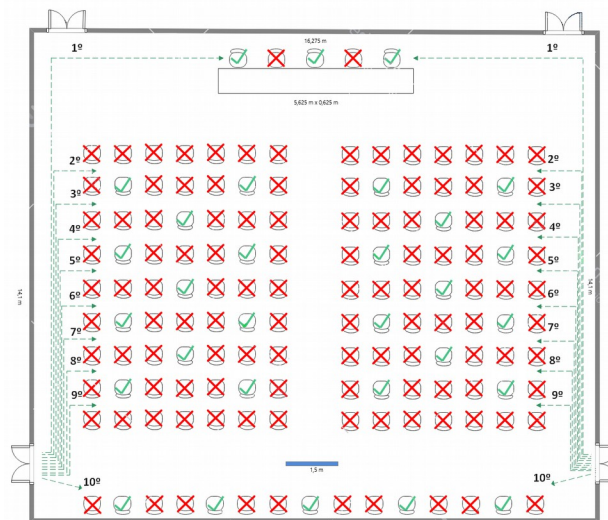 16,275 m
1º 1º
5,625 m x 0,625 m
2º 2º
3º 3º
4º 4º
5º 5º
14,1 m 14,1 m
6º 6º
7º 7º
8º 8º
9º 9º
1,5 m
10º 10º